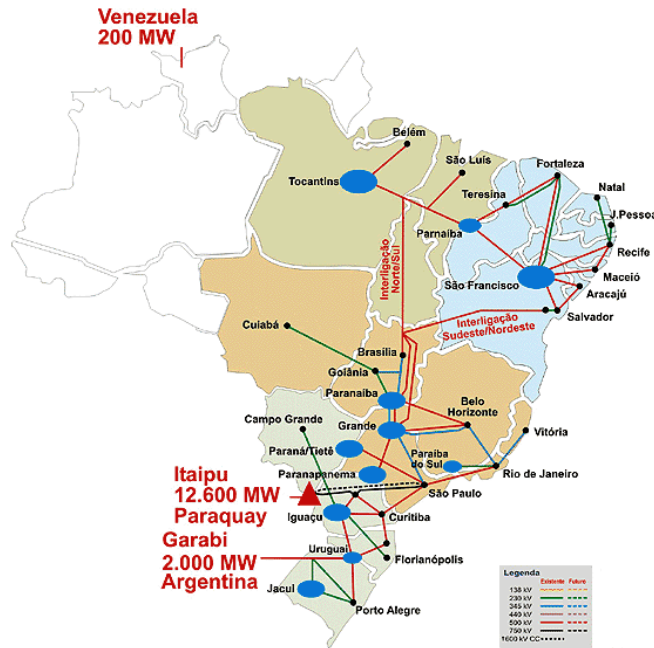 Venezuela
200 MW
Belém
São Luís
Fortaleza
Tocantins
Teresina
Natal
J.Pessoa
Parnaíba
Recife
São Francisco
Maceió
Aracajú
Interligação
Norte/Sul
Interligação
Sudeste/Nordeste
Salvador
Cuiabá
Brasília
Goiânia
Paranaíba
Belo
Horizonte
Campo Grande
Grande
Vitória
Paraná/Tietê
Paraíba
do Sul
Paranapanema
Rio de Janeiro
São Paulo
Itaipu
12.600 MW
Paraquay
Iguaçu
Curitiba
Garabi
2.000 MW
Argentina
Uruguai
Florianópolis
Jacuí
Porto Alegre
Legenda
Existente Futuro
138 kV
230 kV
345 kV
440 kV
500 kV
750 kV
1600 kV CC